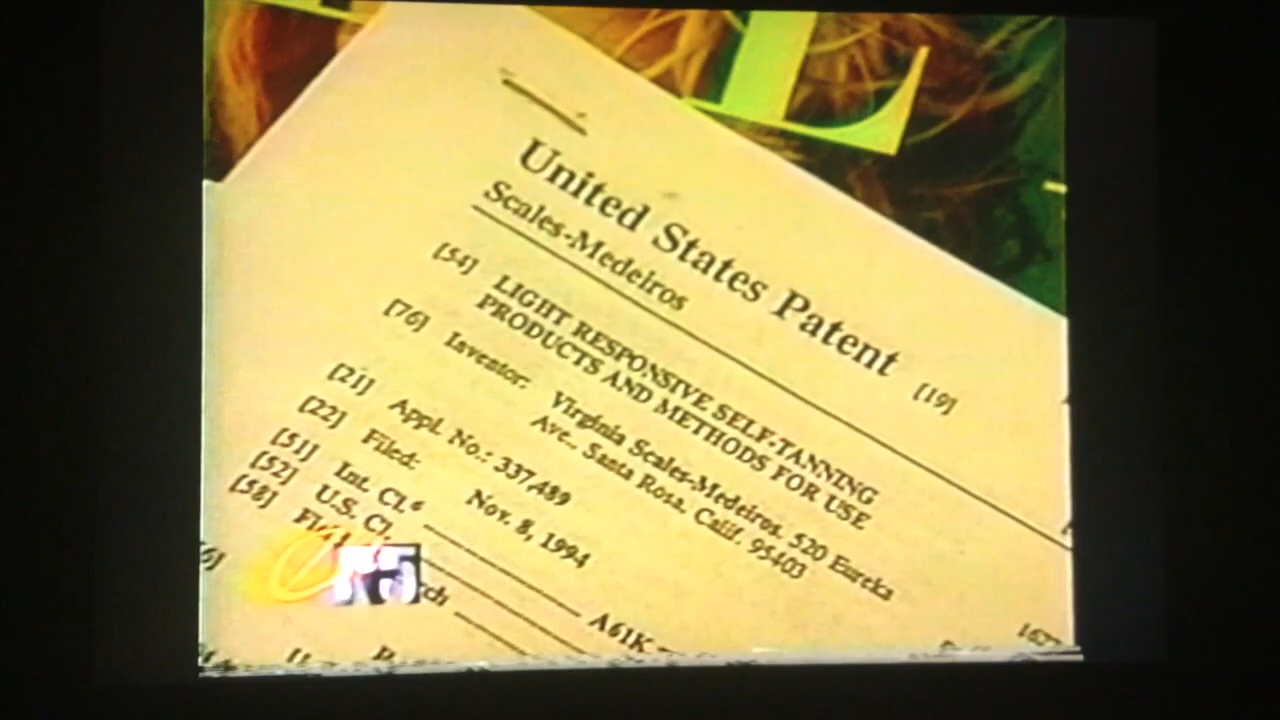 L
United States Patent [19]
Scales-Medeiros
[54] LIGHT RESPONSIVE SELF-TANNING
PRODUCTS AND METHODS FOR USE
[76] Inventor: Virginia Scales-Medeiros, 520 Eureka
Ave., Santa Rosa, Calif. 95403
[21] Appl. No.: 337,489
[22] Filed: Nov. 8, 1994
[51] Int. Cl.⁶ A61K
[52] U.S. Cl.
[58]